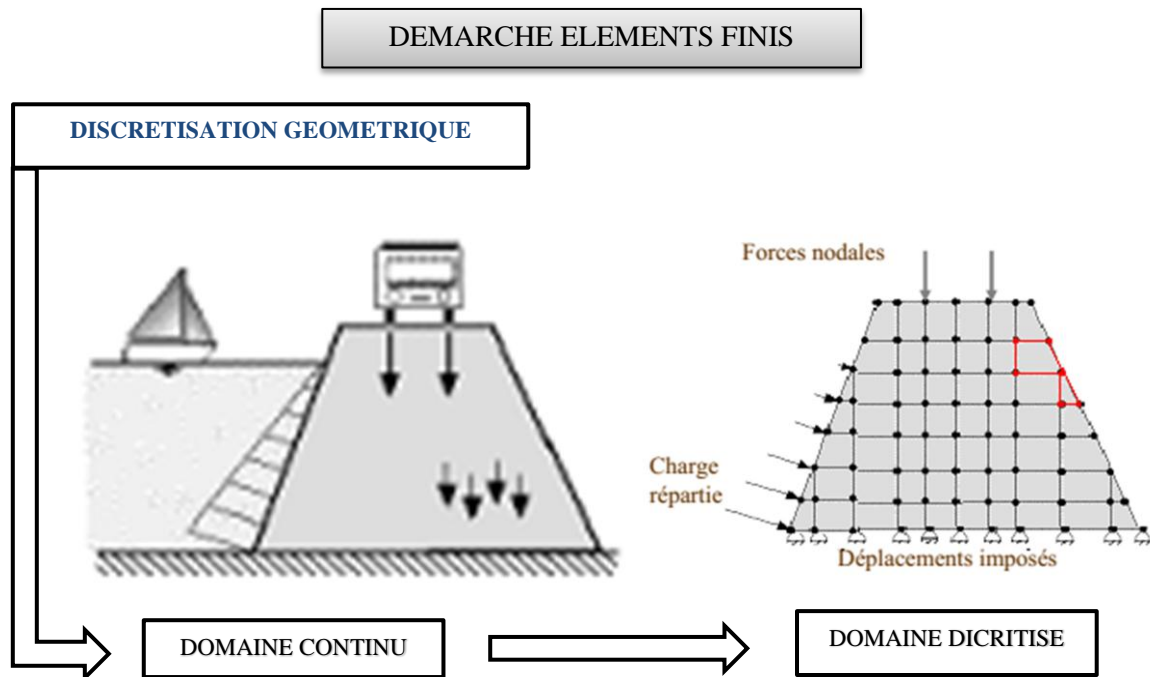 DEMARCHE ELEMENTS FINIS
DISCRETISATION GEOMETRIQUE
Forces nodales
Charge
répartie
Déplacements imposés
DOMAINE CONTINU
DOMAINE DICRITISE